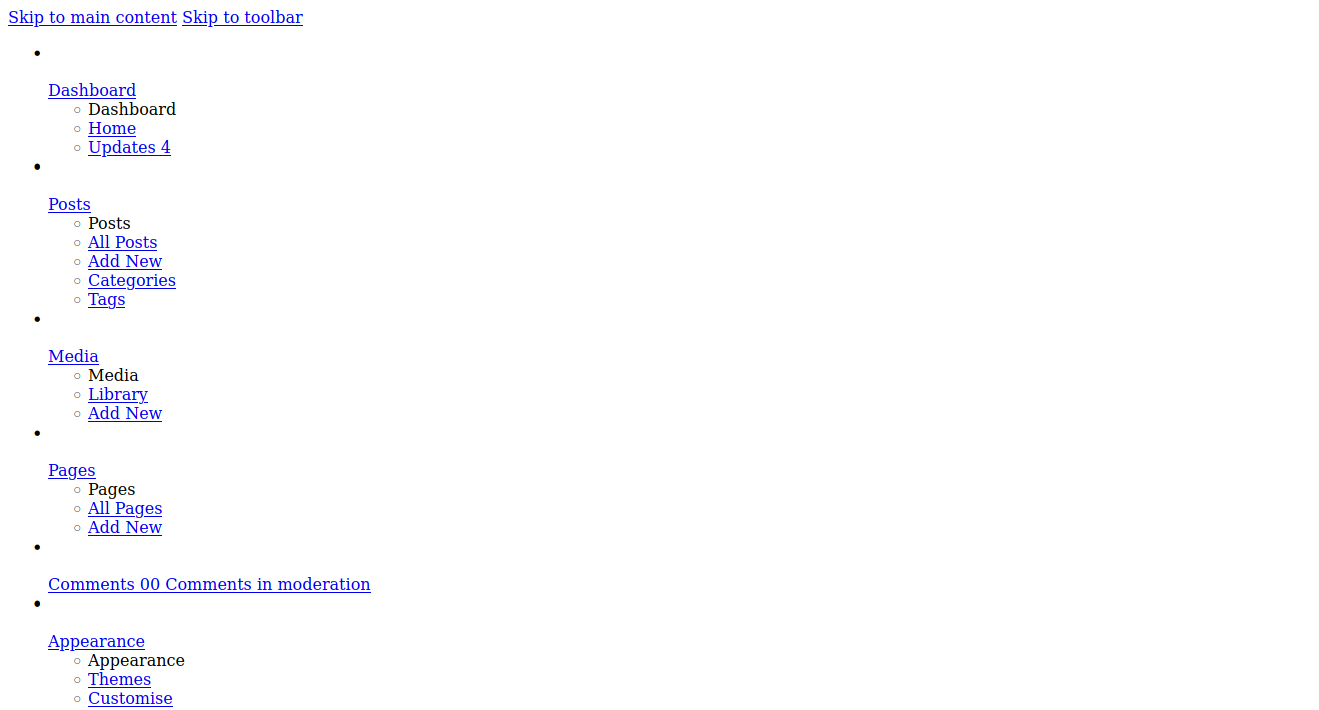 Skip to main content Skip to toolbar
Dashboard
Dashboard
Home
Updates 4
Posts
Posts
All Posts
Add New
Categories
Tags
Media
Media
Library
Add New
Pages
Pages
All Pages
Add New
Comments 00 Comments in moderation
Appearance
Appearance
Themes
Customise